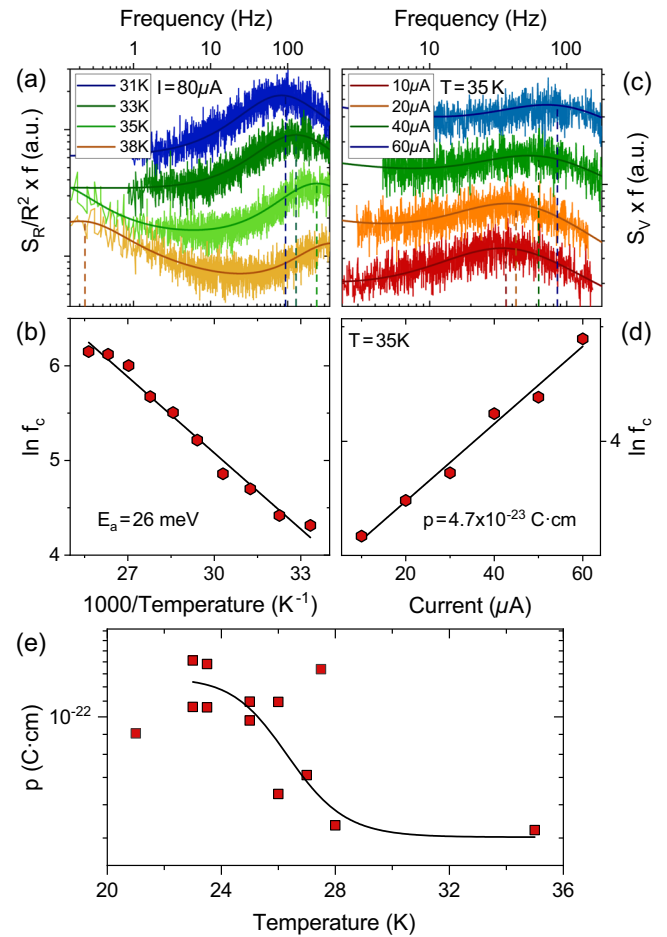 Frequency (Hz) Frequency (Hz)
1 10 100 10 100
(a) 31K I = 80μA
33K
35K
38K
S_R/R² x f (a.u.)
10μA T = 35 K (c)
20μA
40μA
60μA
S_V x f (a.u.)
(b) T = 35K (d)
6
5
4
ln f_c
E_a = 26 meV
4
ln f_c
p = 4.7x10⁻²³ C·cm
27 30 33 20 40 60
1000/Temperature (K⁻¹) Current (μA)
(e)
10⁻²²
p (C·cm)
20 24 28 32 36
Temperature (K)